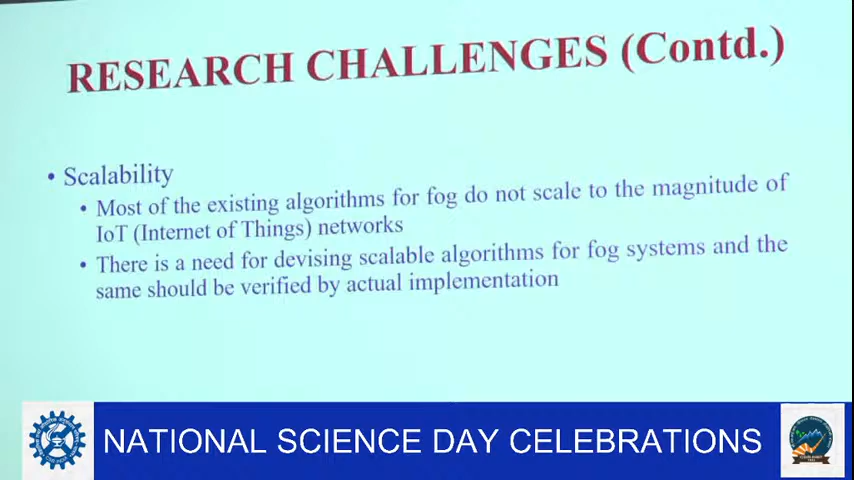 RESEARCH CHALLENGES (Contd.)
• Scalability
• Most of the existing algorithms for fog do not scale to the magnitude of
IoT (Internet of Things) networks
• There is a need for devising scalable algorithms for fog systems and the
same should be verified by actual implementation
NATIONAL SCIENCE DAY CELEBRATIONS